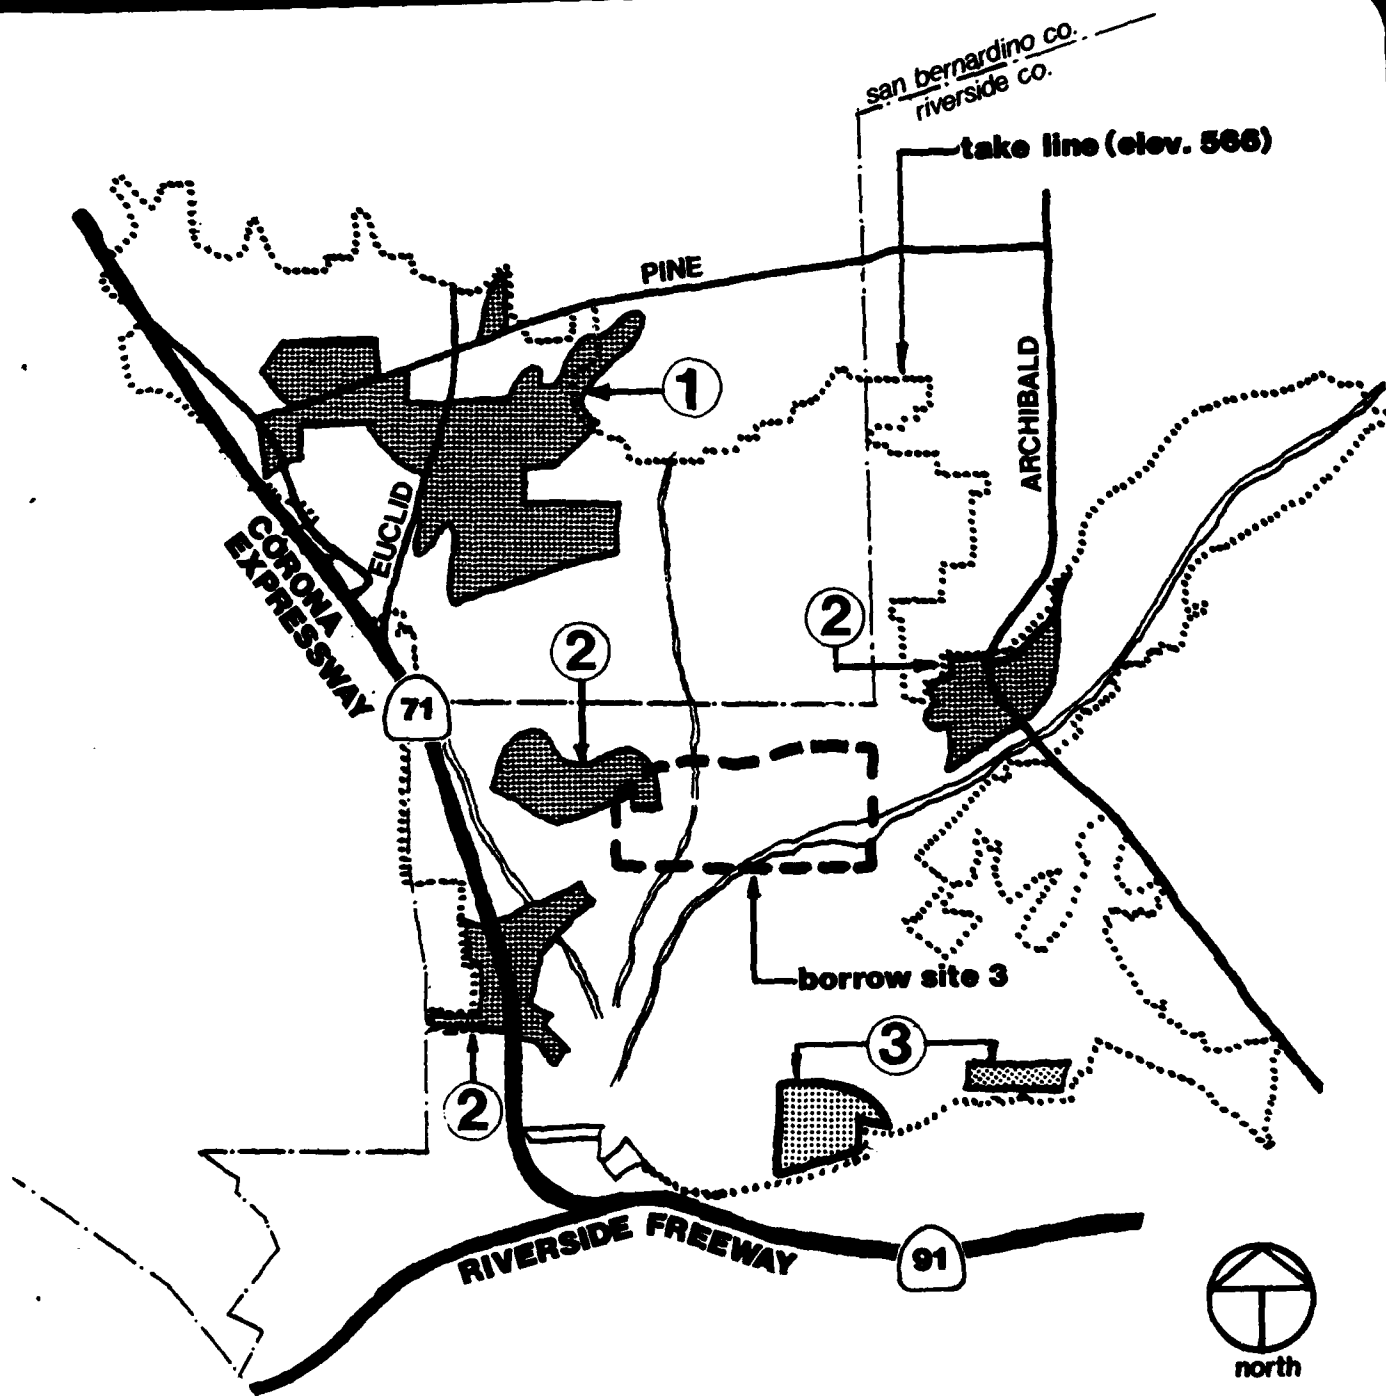 san bernardino co.
riverside co.
take line (elev. 566)
PINE
1
ARCHIBALD
EUCLID
CORONA
EXPRESSWAY
2
2
71
borrow site 3
3
2
RIVERSIDE FREEWAY
91
north